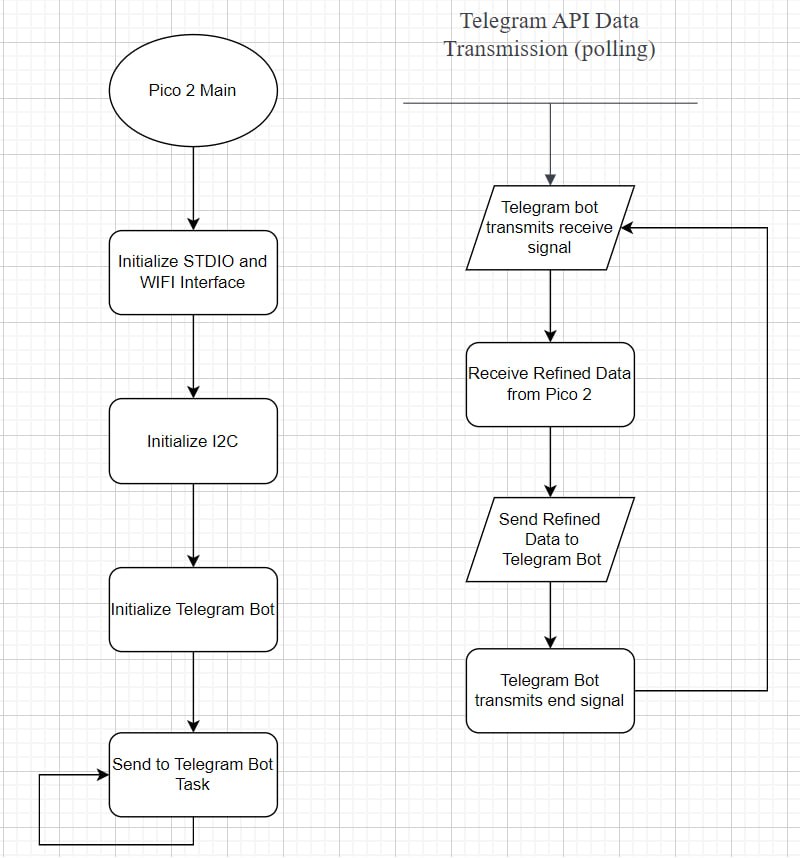 Pico 2 Main
Initialize STDIO and
WIFI Interface
Initialize I2C
Initialize Telegram Bot
Send to Telegram Bot
Task
Telegram API Data
Transmission (polling)
Telegram bot
transmits receive
signal
Receive Refined Data
from Pico 2
Send Refined
Data to
Telegram Bot
Telegram Bot
transmits end signal